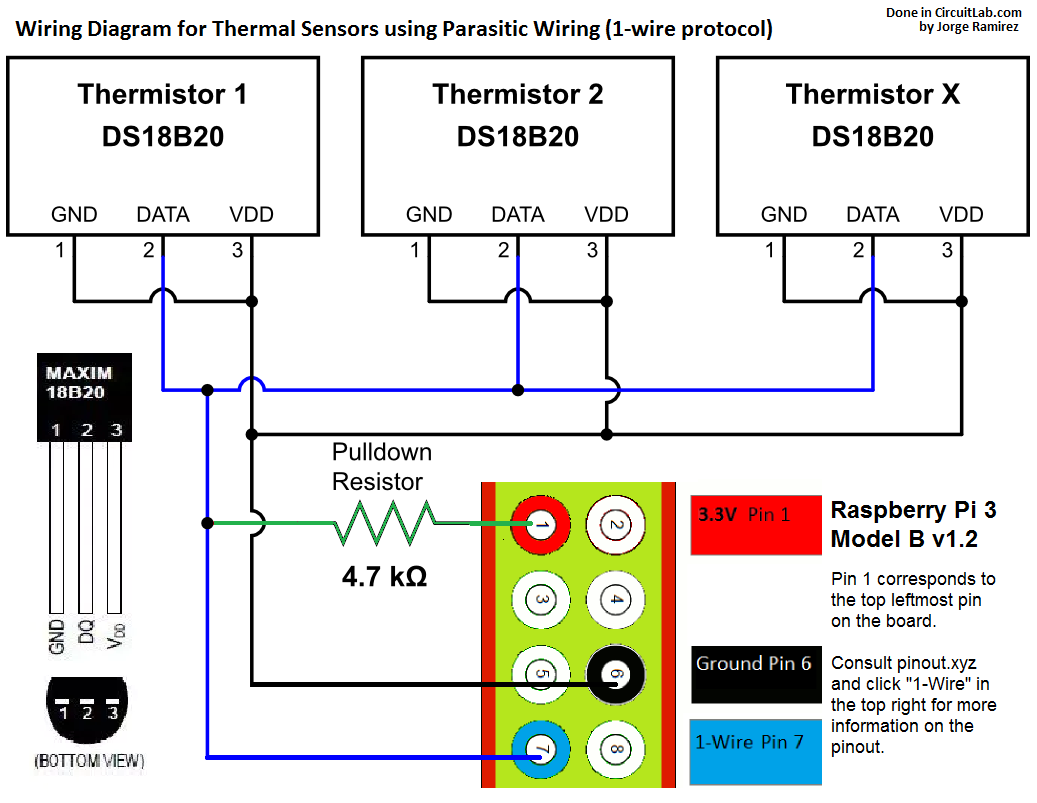 Wiring Diagram for Thermal Sensors using Parasitic Wiring (1-wire protocol)
Done in CircuitLab.com
by Jorge Ramirez
Thermistor 1
DS18B20
GND DATA VDD
1 2 3
Thermistor 2
DS18B20
GND DATA VDD
1 2 3
Thermistor X
DS18B20
GND DATA VDD
1 2 3
MAXIM
18B20
1 2 3
GND DQ VDD
1 2 3
(BOTTOM VIEW)
Pulldown
Resistor
4.7 kΩ
1 2
3 4
5 6
7 8
3.3V Pin 1
Ground Pin 6
1-Wire Pin 7
Raspberry Pi 3
Model B v1.2
Pin 1 corresponds to
the top leftmost pin
on the board.
Consult pinout.xyz
and click "1-Wire" in
the top right for more
information on the
pinout.